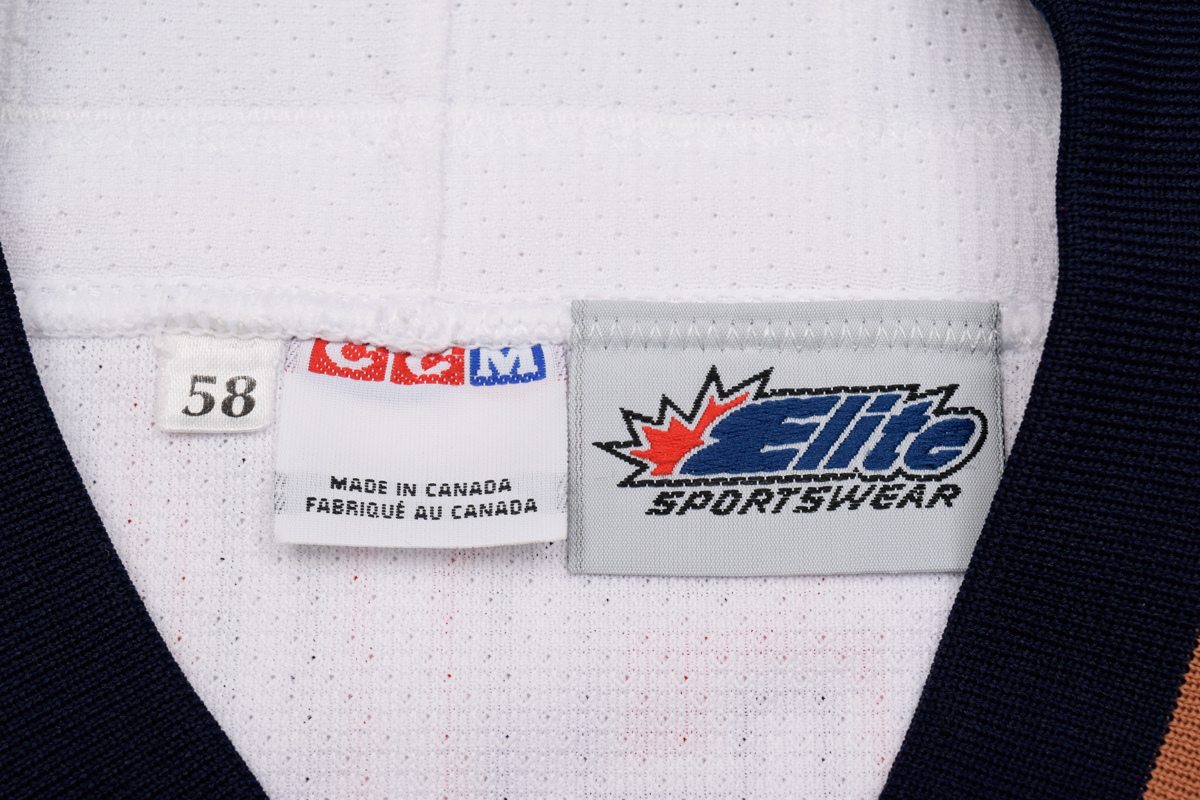 58
CCM
MADE IN CANADA
FABRIQUÉ AU CANADA
Elite
SPORTSWEAR